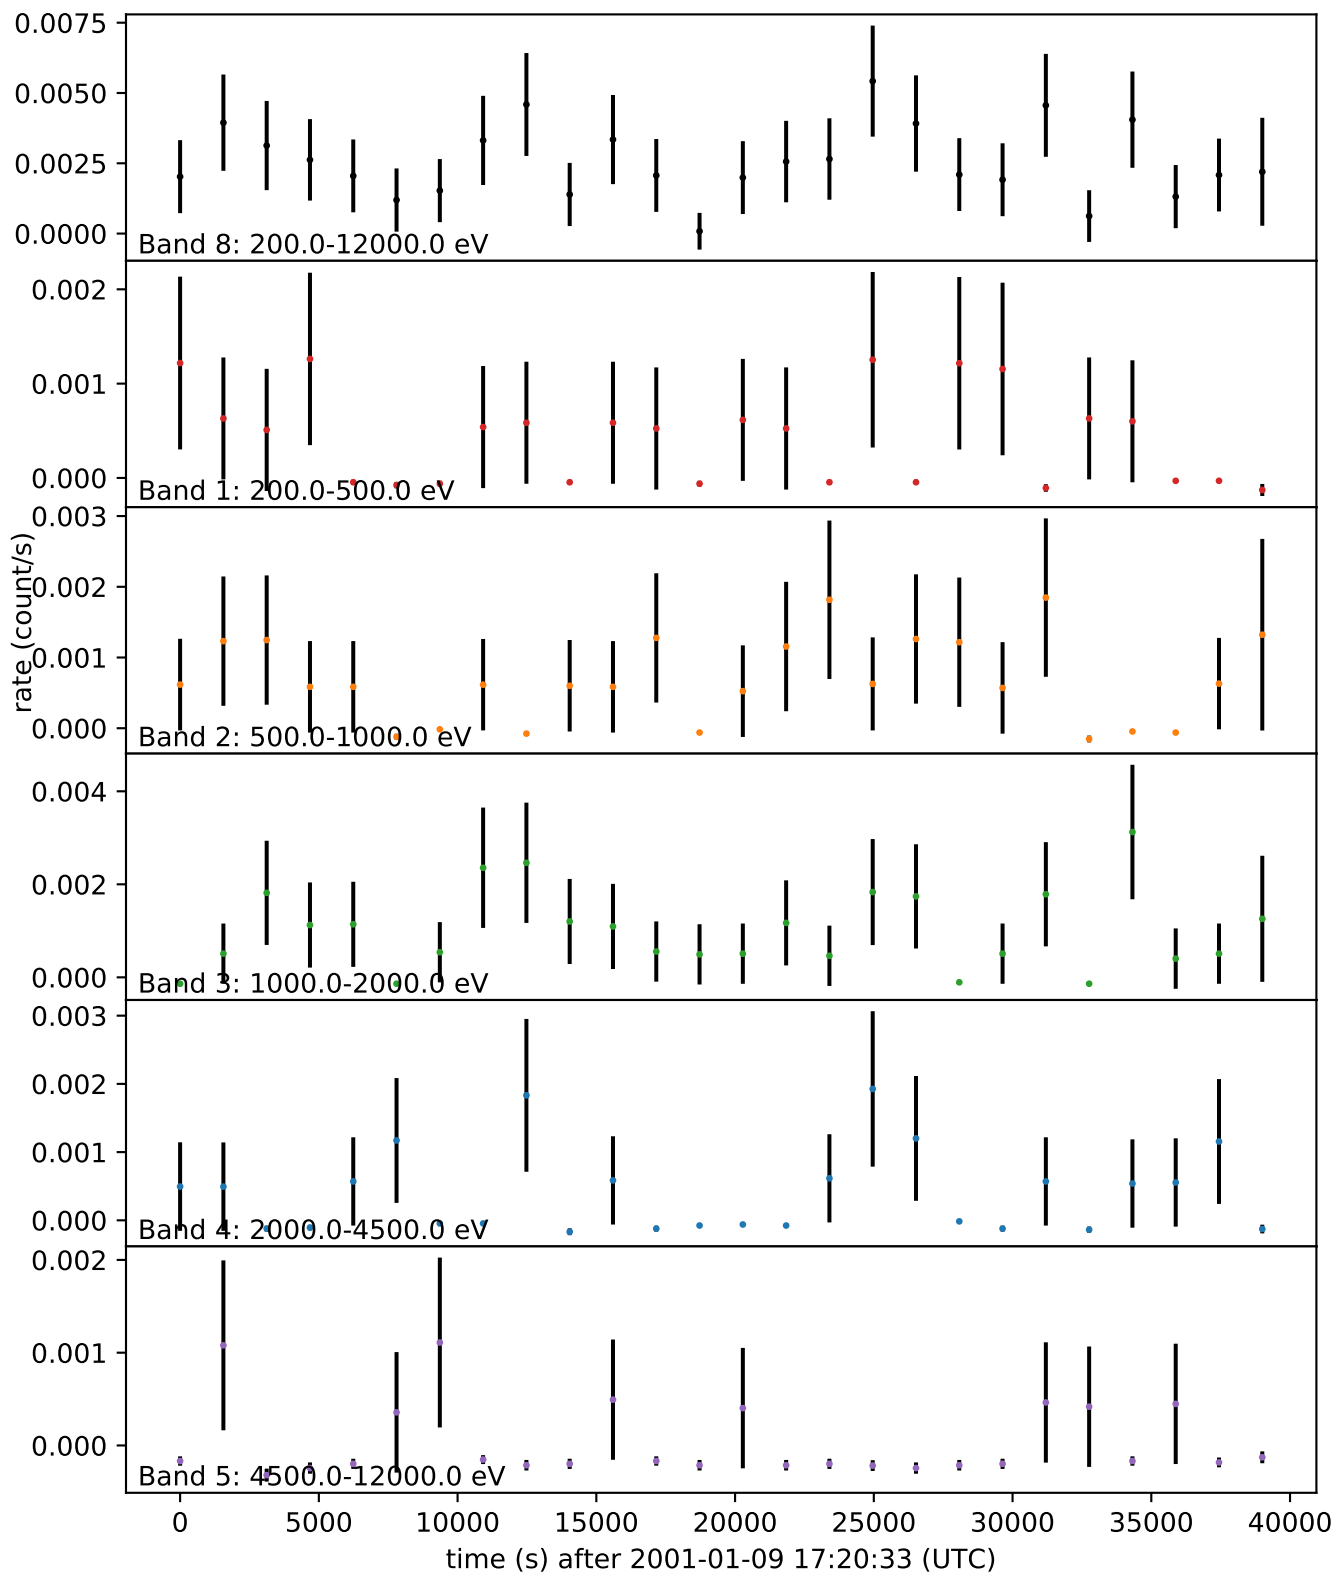 0.0075
0.0050
0.0025
0.0000
Band 8: 200.0-12000.0 eV
0.002
0.001
0.000
Band 1: 200.0-500.0 eV
rate (count/s)
0.003
0.002
0.001
0.000
Band 2: 500.0-1000.0 eV
0.004
0.002
0.000
Band 3: 1000.0-2000.0 eV
0.003
0.002
0.001
0.000
Band 4: 2000.0-4500.0 eV
0.002
0.001
0.000
Band 5: 4500.0-12000.0 eV
0 5000 10000 15000 20000 25000 30000 35000 40000
time (s) after 2001-01-09 17:20:33 (UTC)